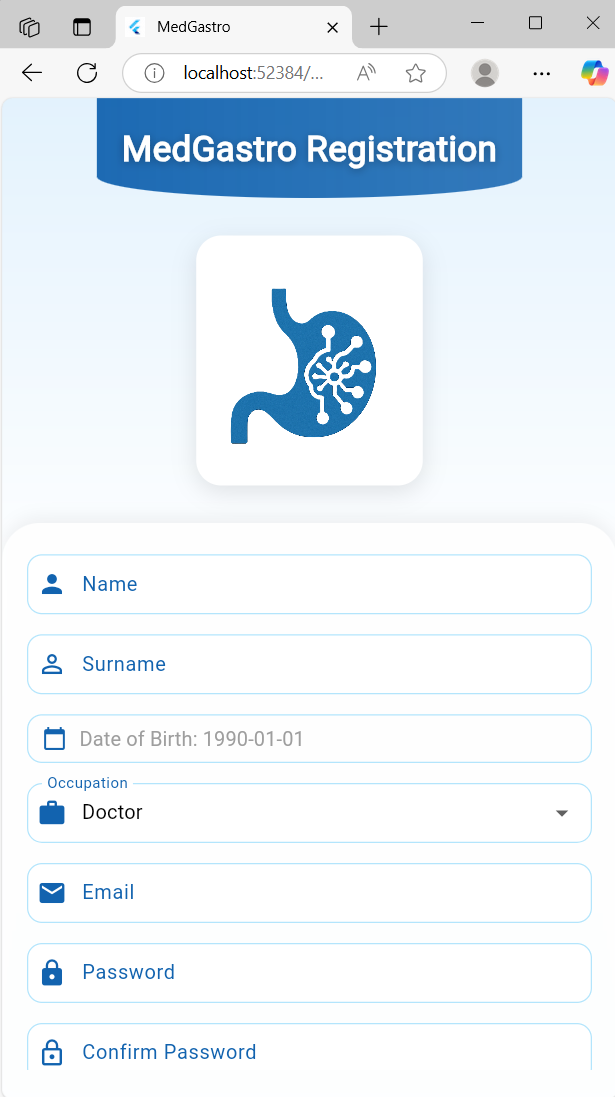 MedGastro
localhost:52384/...
MedGastro Registration
Name
Surname
Date of Birth: 1990-01-01
Occupation
Doctor
Email
Password
Confirm Password